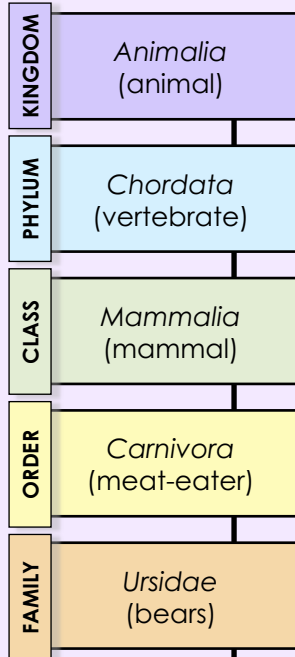 KINGDOM
Animalia
(animal)
PHYLUM
Chordata
(vertebrate)
CLASS
Mammalia
(mammal)
ORDER
Carnivora
(meat-eater)
FAMILY
Ursidae
(bears)